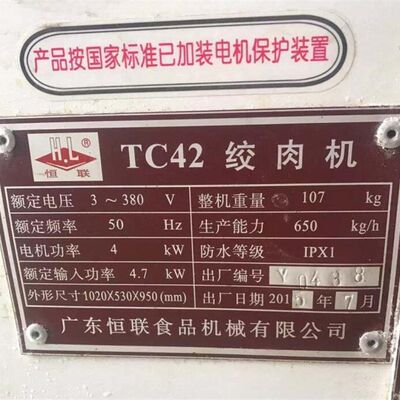 产品按国家标准已加装电机保护装置
H.L ®
恒联
TC42 绞肉机
额定电压 3～380 V 整机重量 107 kg
额定频率 50 Hz 生产能力 650 kg/h
电机功率 4 kW 防水等级 IPX1
额定输入功率 4.7 kW 出厂编号 Y0438
外形尺寸 1020X530X950(mm) 出厂日期 2015年7月
广东恒联食品机械有限公司